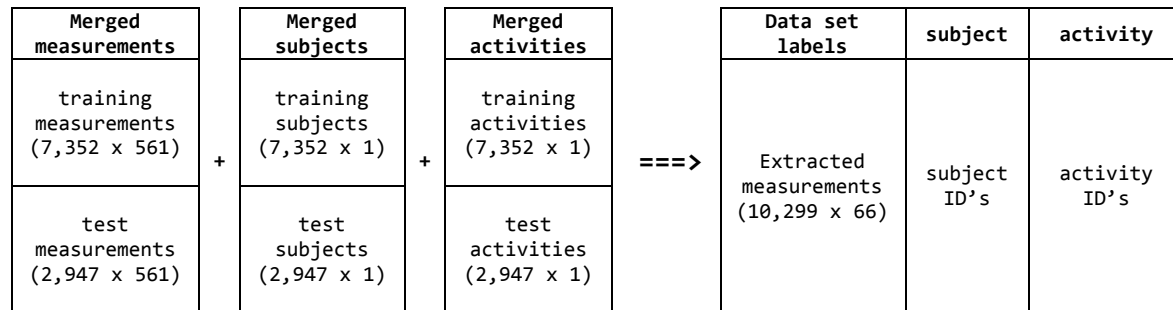 Merged
measurements
training
measurements
(7,352 x 561)
test
measurements
(2,947 x 561)
+
Merged
subjects
training
subjects
(7,352 x 1)
test
subjects
(2,947 x 1)
+
Merged
activities
training
activities
(7,352 x 1)
test
activities
(2,947 x 1)
===>
Data set
labels
subject
activity
Extracted
measurements
(10,299 x 66)
subject
ID’s
activity
ID’s